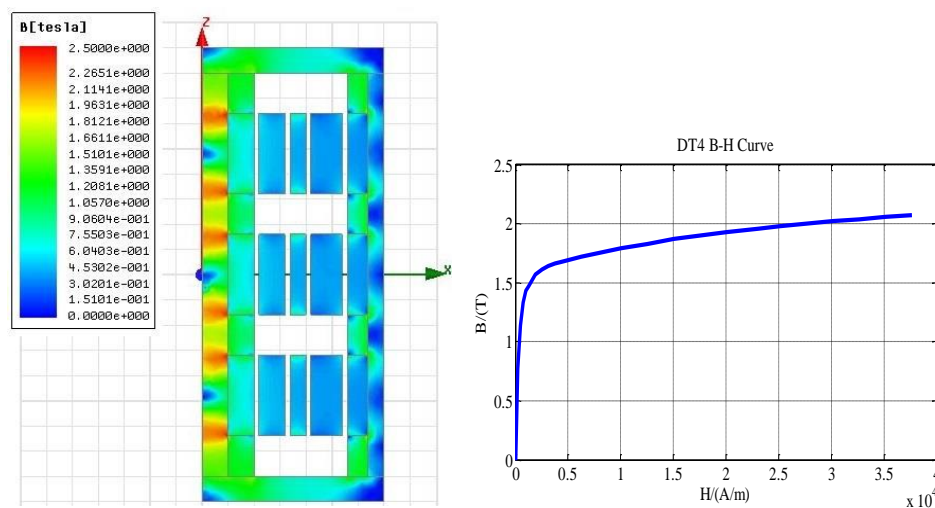 B[tesla]
2.5000e+000
2.2651e+000
2.1141e+000
1.9631e+000
1.8121e+000
1.6611e+000
1.5101e+000
1.3591e+000
1.2081e+000
1.0570e+000
9.0604e-001
7.5503e-001
6.0403e-001
4.5302e-001
3.0201e-001
1.5101e-001
0.0000e+000
Z
X
DT4 B-H Curve
B/(T)
2.5
2
1.5
1
0.5
0
0 0.5 1 1.5 2 2.5 3 3.5 4
H/(A/m)
x 10^4